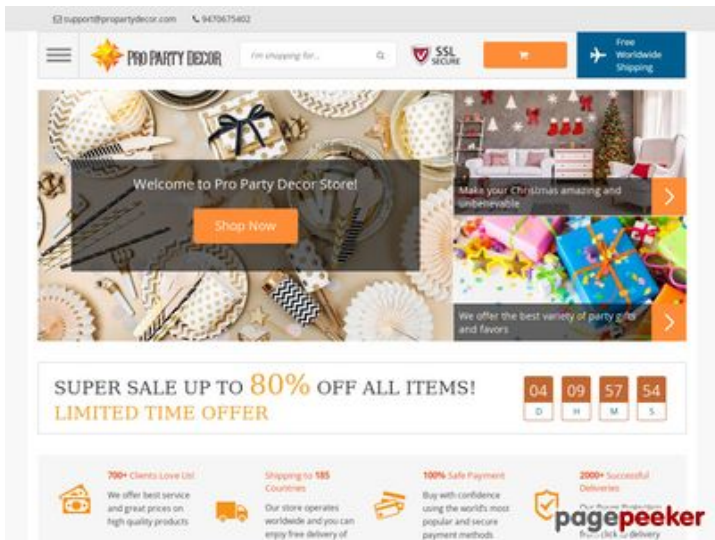 support@propartydecor.com 9470675402
PRO PARTY DECOR
I'm shopping for...
SSL
SECURE
Free
Worldwide
Shipping
Welcome to Pro Party Decor Store!
Shop Now
Make your Christmas amazing and
unbelievable
We offer the best variety of party gifts
and favors
SUPER SALE UP TO 80% OFF ALL ITEMS!
LIMITED TIME OFFER
04 09 57 54
D H M S
700+ Clients Love Us!
We offer best service
and great prices on
high quality products
Shipping to 185
Countries
Our store operates
worldwide and you can
enjoy free delivery of
100% Safe Payment
Buy with confidence
using the world's most
popular and secure
payment methods
2000+ Successful
Deliveries
Our
from click to delivery
pagepeeker